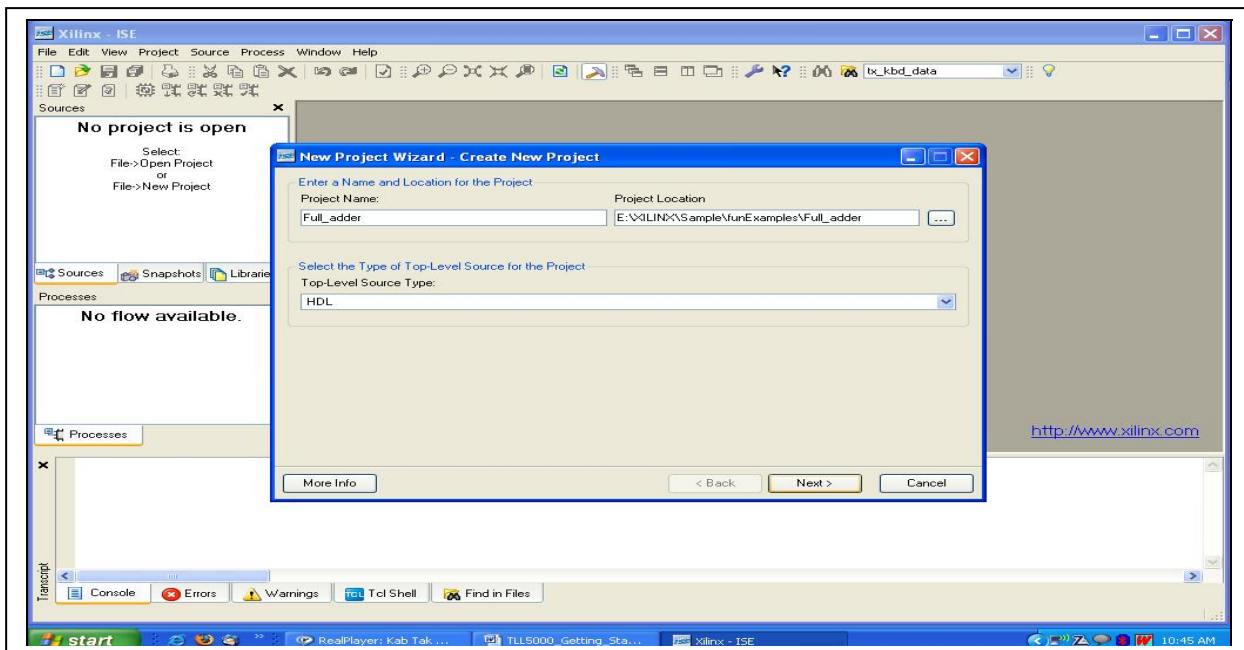 Xilinx - ISE
File Edit View Project Source Process Window Help
tx_kbd_data
Sources
No project is open
Select:
File->Open Project
or
File->New Project
Sources Snapshots Librarie
Processes
No flow available.
Processes
New Project Wizard - Create New Project
Enter a Name and Location for the Project
Project Name: Project Location
Full_adder E:\XILINX\Sample\funExamples\Full_adder ...
Select the Type of Top-Level Source for the Project
Top-Level Source Type:
HDL
More Info < Back Next > Cancel
http://www.xilinx.com
Transcript
Console Errors Warnings TCL Tcl Shell Find in Files
start RealPlayer: Kab Tak ... TLL5000_Getting_Sta... Xilinx - ISE 10:45 AM